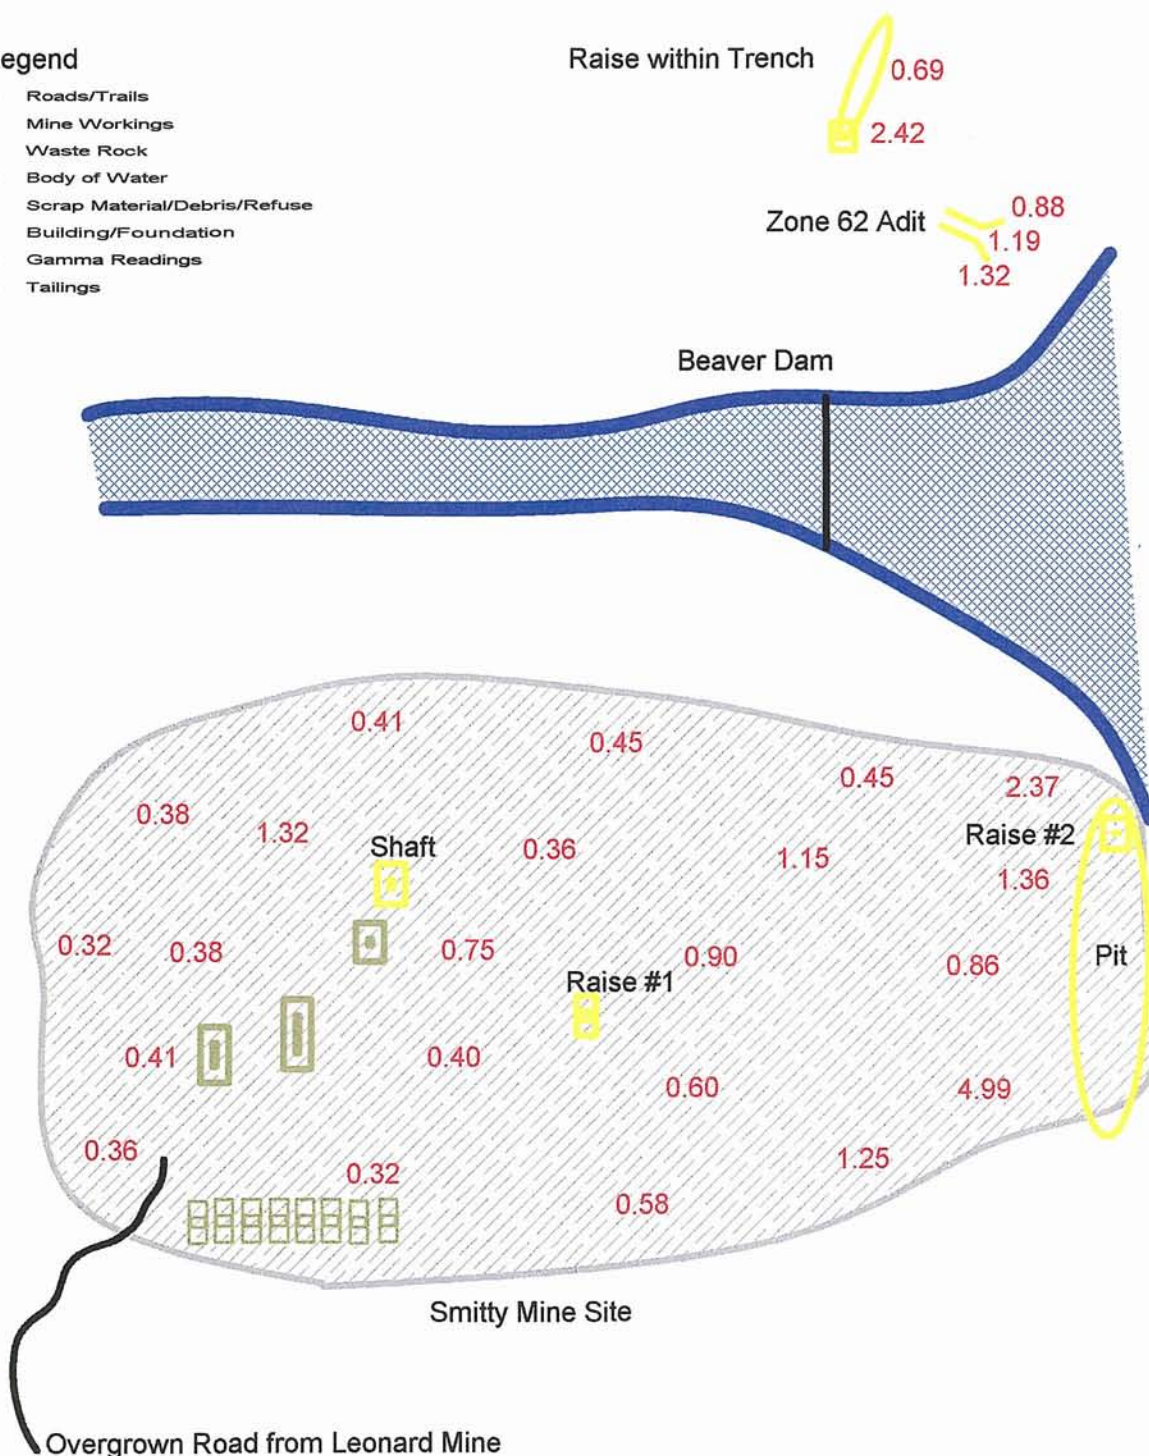 egend
Roads/Trails
Mine Workings
Waste Rock
Body of Water
Scrap Material/Debris/Refuse
Building/Foundation
Gamma Readings
Tailings
Raise within Trench
0.69
2.42
Zone 62 Adit
0.88
1.19
1.32
Beaver Dam
0.41
0.45
0.45
2.37
0.38
1.32
Shaft
0.36
1.15
Raise #2
1.36
0.32
0.38
0.75
0.90
0.86
Pit
Raise #1
0.41
0.40
0.60
4.99
0.36
0.32
1.25
0.58
Smitty Mine Site
Overgrown Road from Leonard Mine